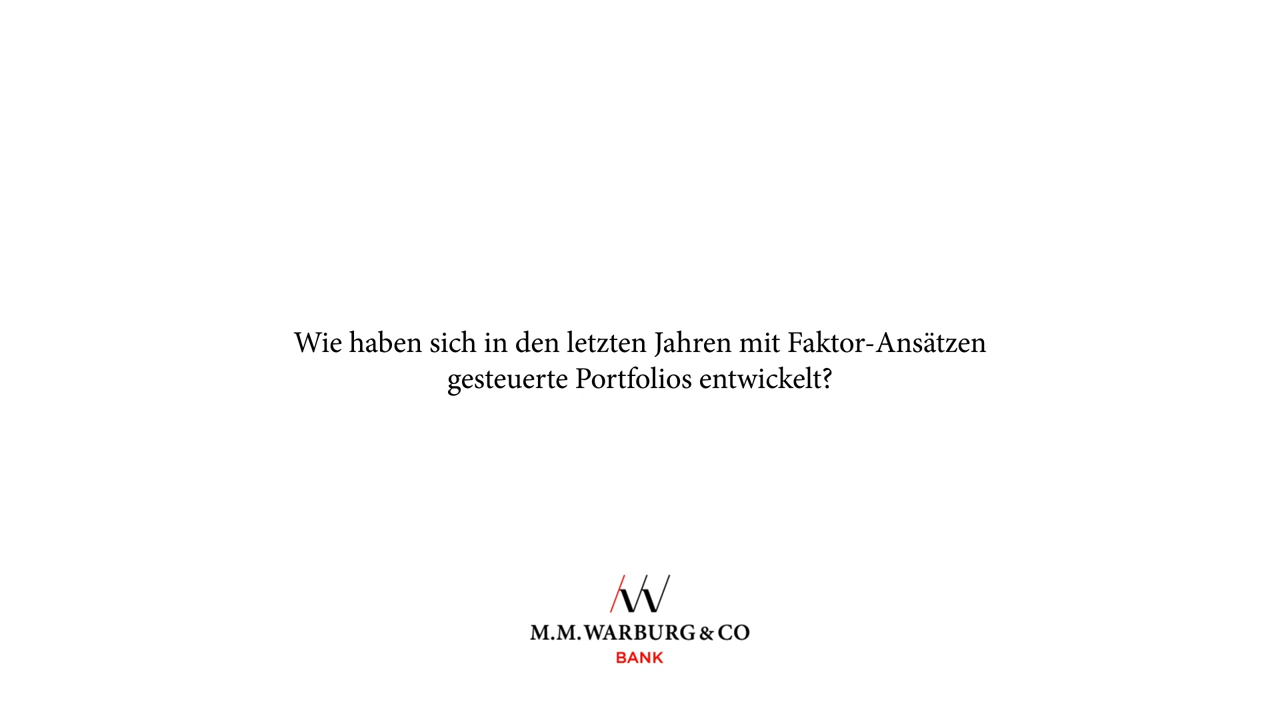 Wie haben sich in den letzten Jahren mit Faktor-Ansätzen
gesteuerte Portfolios entwickelt?
M.M.WARBURG & CO
BANK